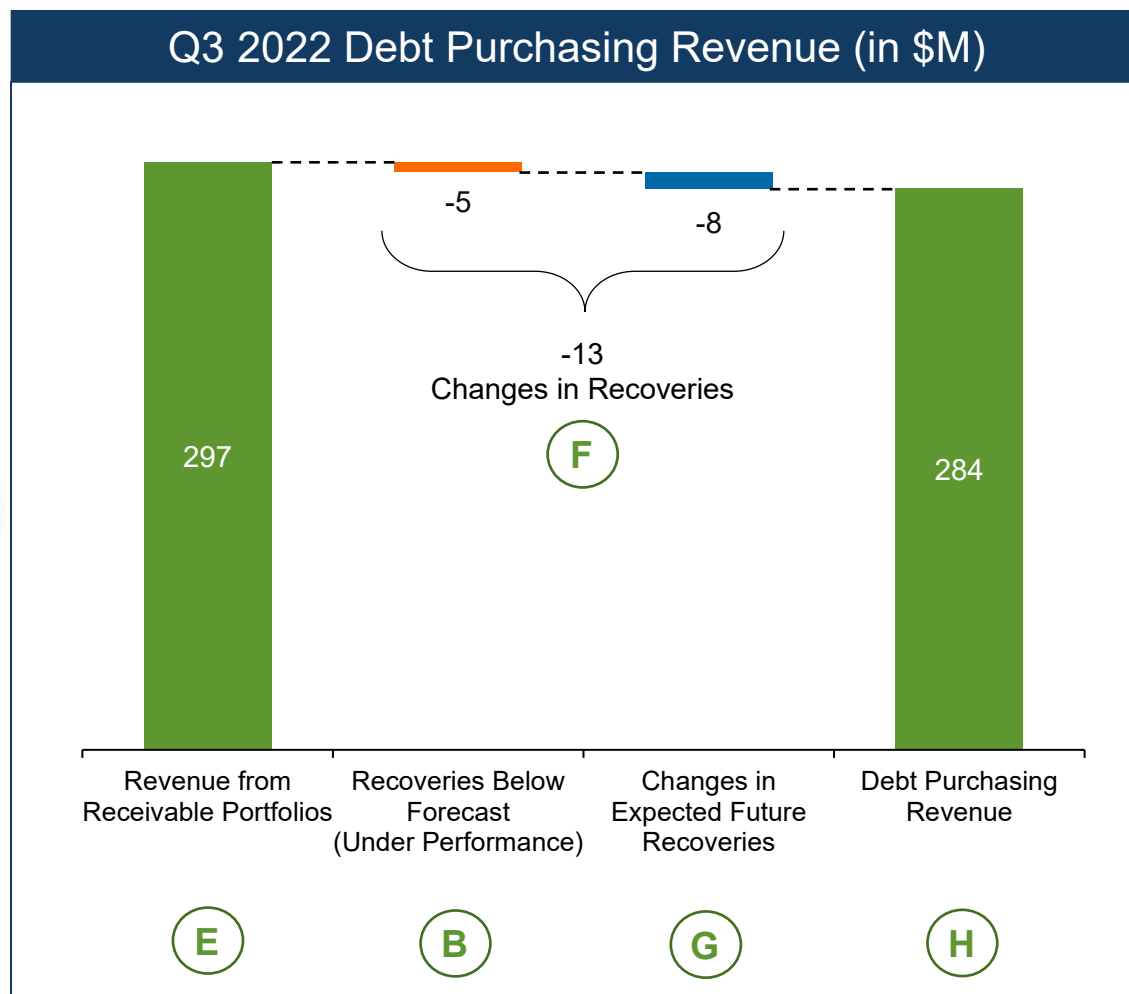 Q3 2022 Debt Purchasing Revenue (in $M)
-5
-8
-13
Changes in Recoveries
F
297
284
Revenue from
Receivable Portfolios
Recoveries Below
Forecast
(Under Performance)
Changes in
Expected Future
Recoveries
Debt Purchasing
Revenue
E
B
G
H